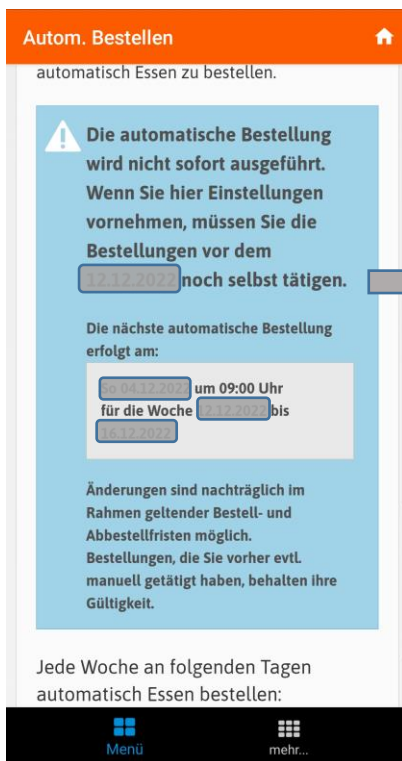 Autom. Bestellen
automatisch Essen zu bestellen.
Die automatische Bestellung
wird nicht sofort ausgeführt.
Wenn Sie hier Einstellungen
vornehmen, müssen Sie die
Bestellungen vor dem
12.12.2022 noch selbst tätigen.
Die nächste automatische Bestellung
erfolgt am:
So 04.12.2022 um 09:00 Uhr
für die Woche 12.12.2022 bis
16.12.2022
Änderungen sind nachträglich im
Rahmen geltender Bestell- und
Abbestellfristen möglich.
Bestellungen, die Sie vorher evtl.
manuell getätigt haben, behalten ihre
Gültigkeit.
Jede Woche an folgenden Tagen
automatisch Essen bestellen:
Menü
mehr...